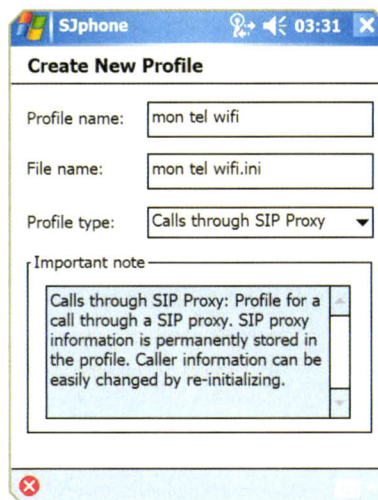 SJphone 03:31
Create New Profile
Profile name: mon tel wifi
File name: mon tel wifi.ini
Profile type: Calls through SIP Proxy
Important note
Calls through SIP Proxy: Profile for a
call through a SIP proxy. SIP proxy
information is permanently stored in
the profile. Caller information can be
easily changed by re-initializing.